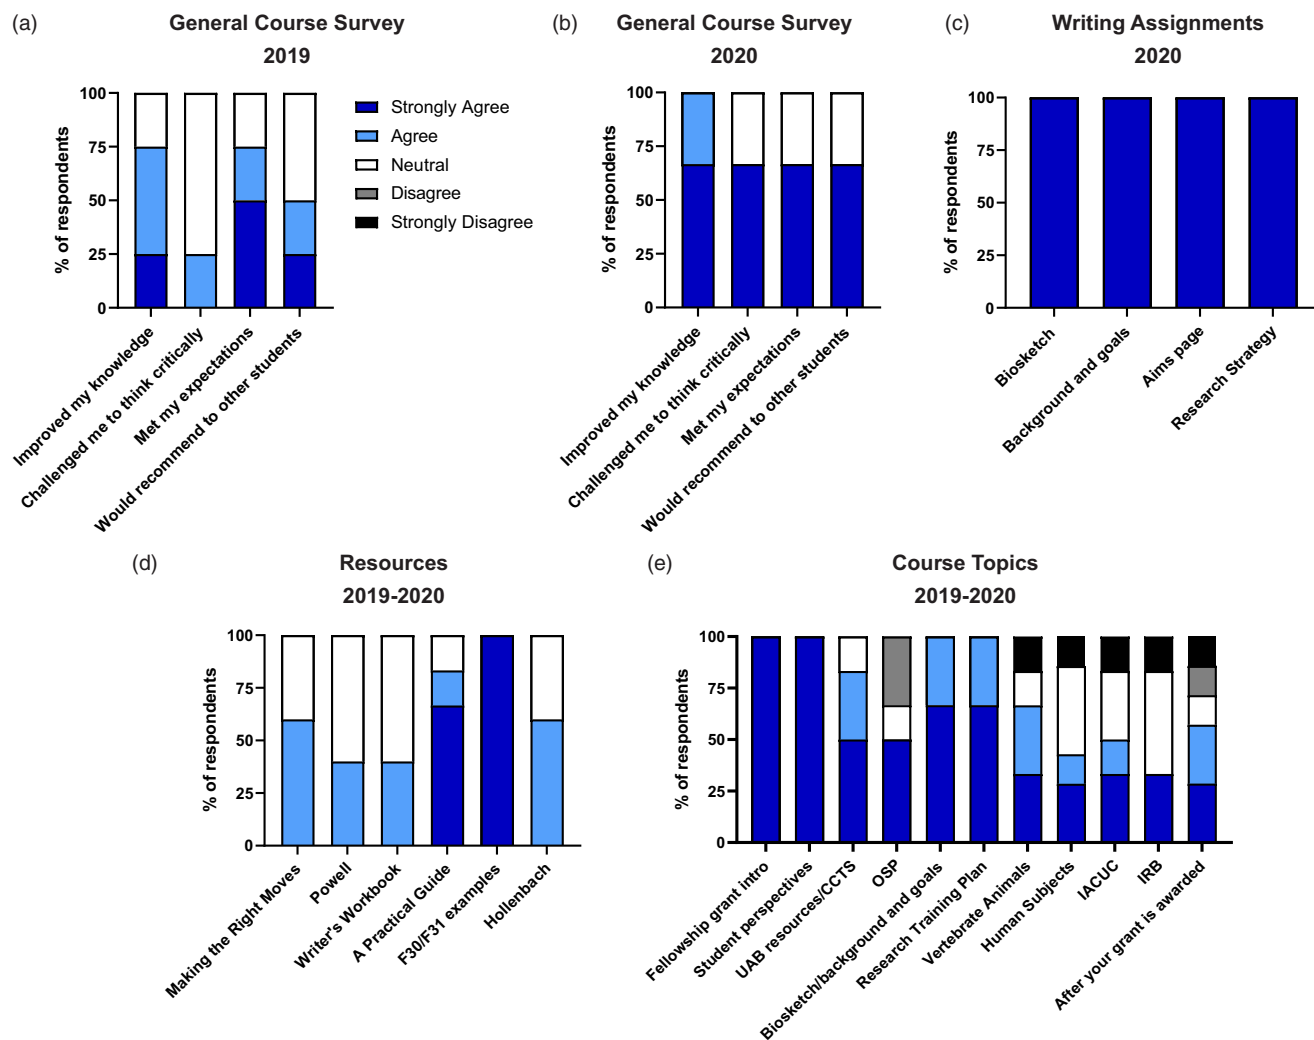 (a)
General Course Survey
2019
% of respondents
100
75
50
25
0
Improved my knowledge
Challenged me to think critically
Met my expectations
Would recommend to other students
Strongly Agree
Agree
Neutral
Disagree
Strongly Disagree
(b)
General Course Survey
2020
% of respondents
100
75
50
25
0
Improved my knowledge
Challenged me to think critically
Met my expectations
Would recommend to other students
(c)
Writing Assignments
2020
% of respondents
100
75
50
25
0
Biosketch
Background and goals
Aims page
Research Strategy
(d)
Resources
2019-2020
% of respondents
100
75
50
25
0
Making the Right Moves
Powell
Writer's Workbook
A Practical Guide
F30/F31 examples
Hollenbach
(e)
Course Topics
2019-2020
% of respondents
100
75
50
25
0
Fellowship grant intro
Student perspectives
UAB resources/CCTS
OSP
Biosketch/background and goals
Research Training Plan
Vertebrate Animals
Human Subjects
IACUC
IRB
After your grant is awarded